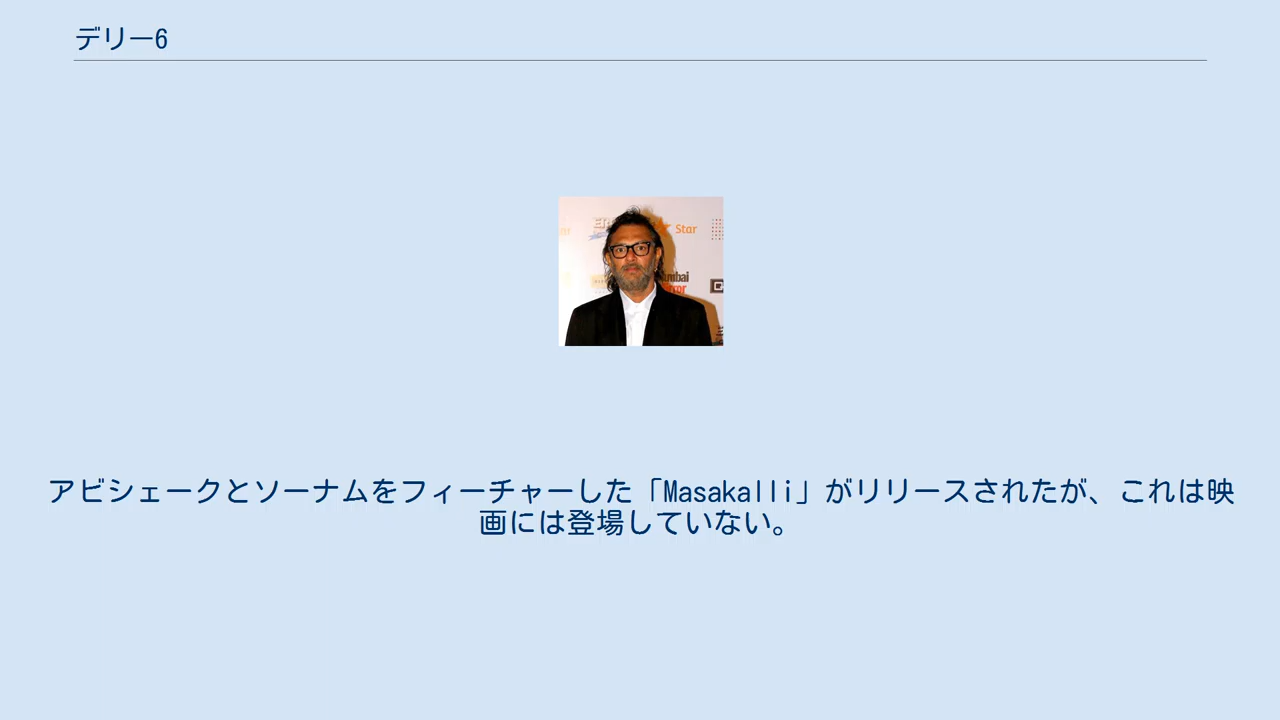 デリー6
Star
アビシェークとソーナムをフィーチャーした「Masakalli」がリリースされたが、これは映
画には登場していない。